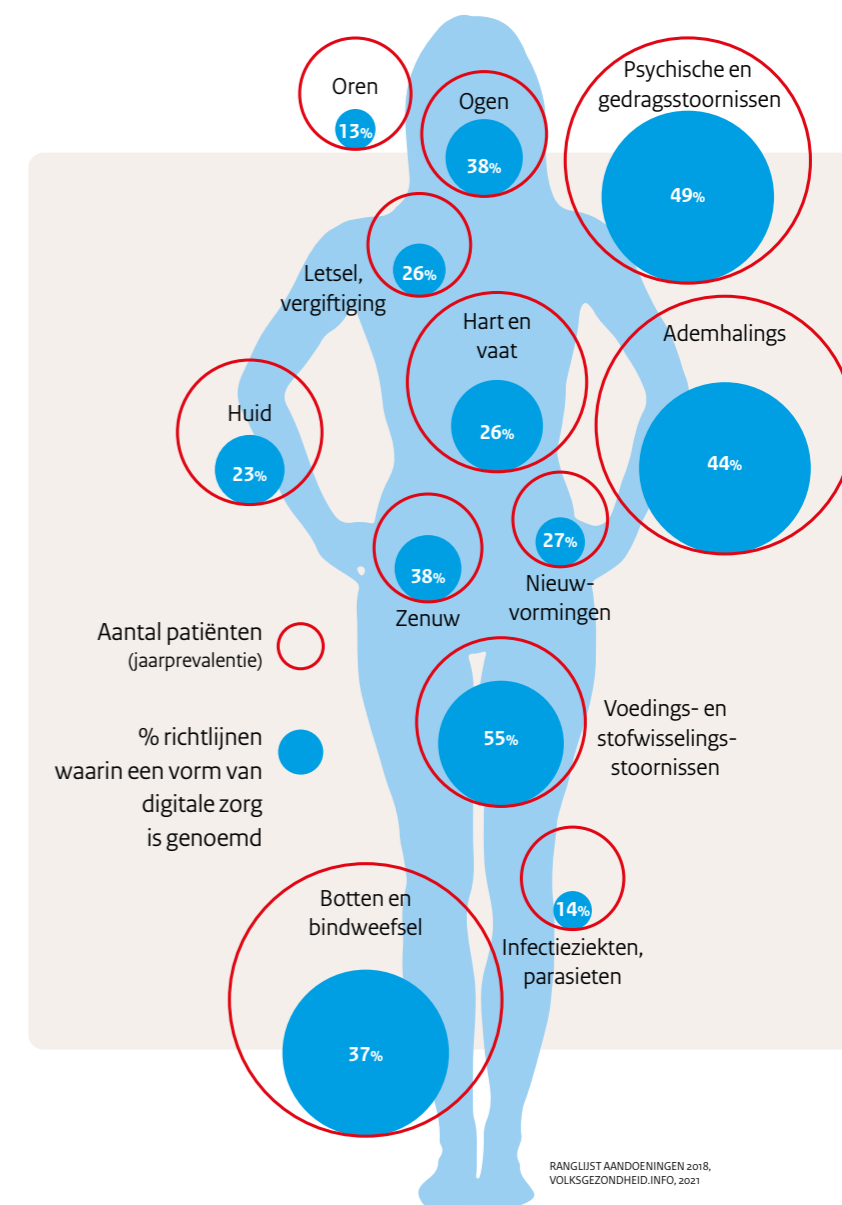 Oren
13%
Ogen
38%
Psychische en
gedragsstoornissen
49%
Letsel,
vergiftiging
26%
Hart en
vaat
26%
Ademhalings
44%
Huid
23%
Zenuw
38%
27%
Nieuw-
vormingen
Aantal patiënten
(jaarprevalentie)
% richtlijnen
waarin een vorm van
digitale zorg
is genoemd
55%
Voedings- en
stofwisselings-
stoornissen
Botten en
bindweefsel
37%
14%
Infectieziekten,
parasieten
RANGLIJST AANDOENINGEN 2018,
VOLKSGEZONDHEID.INFO, 2021